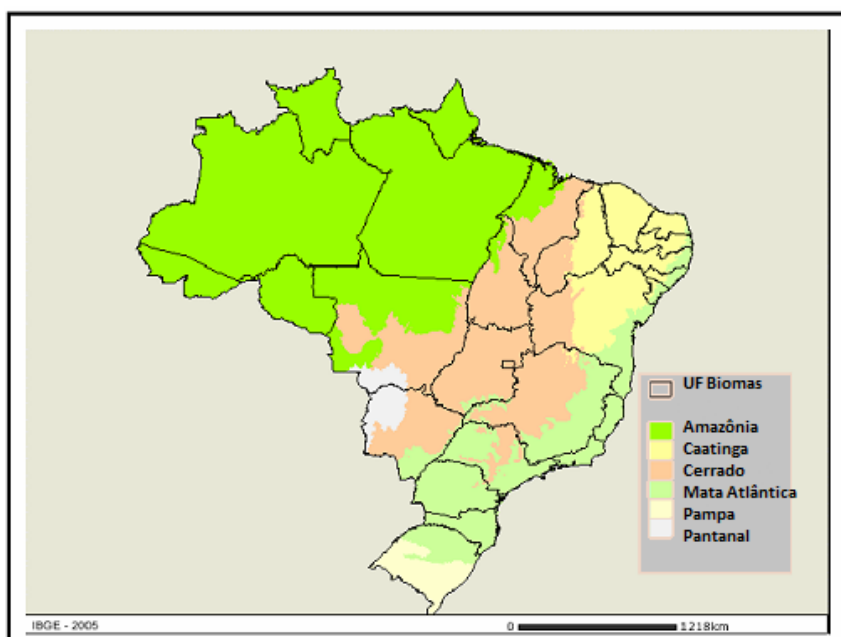 UF Biomas
Amazônia
Caatinga
Cerrado
Mata Atlântica
Pampa
Pantanal
IBGE - 2005
0 1218km